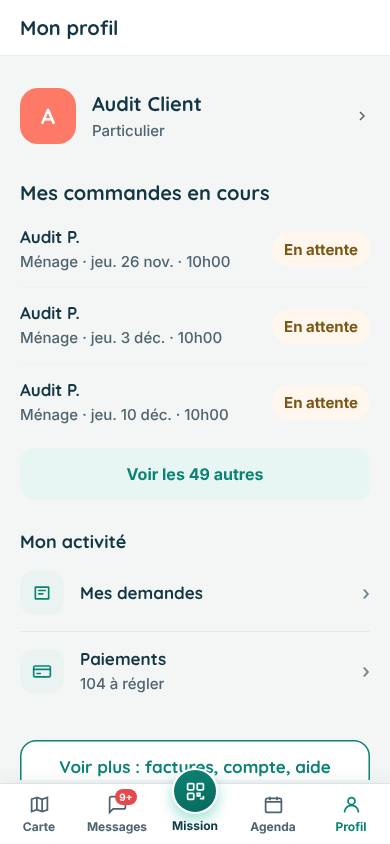 Mon profil
A
Audit Client
Particulier
Mes commandes en cours
Audit P.
En attente
Ménage · jeu. 26 nov. · 10h00
Audit P.
En attente
Ménage · jeu. 3 déc. · 10h00
Audit P.
En attente
Ménage · jeu. 10 déc. · 10h00
Voir les 49 autres
Mon activité
Mes demandes
Paiements
104 à régler
Voir plus : factures, compte, aide
9+
Carte
Messages
Mission
Agenda
Profil